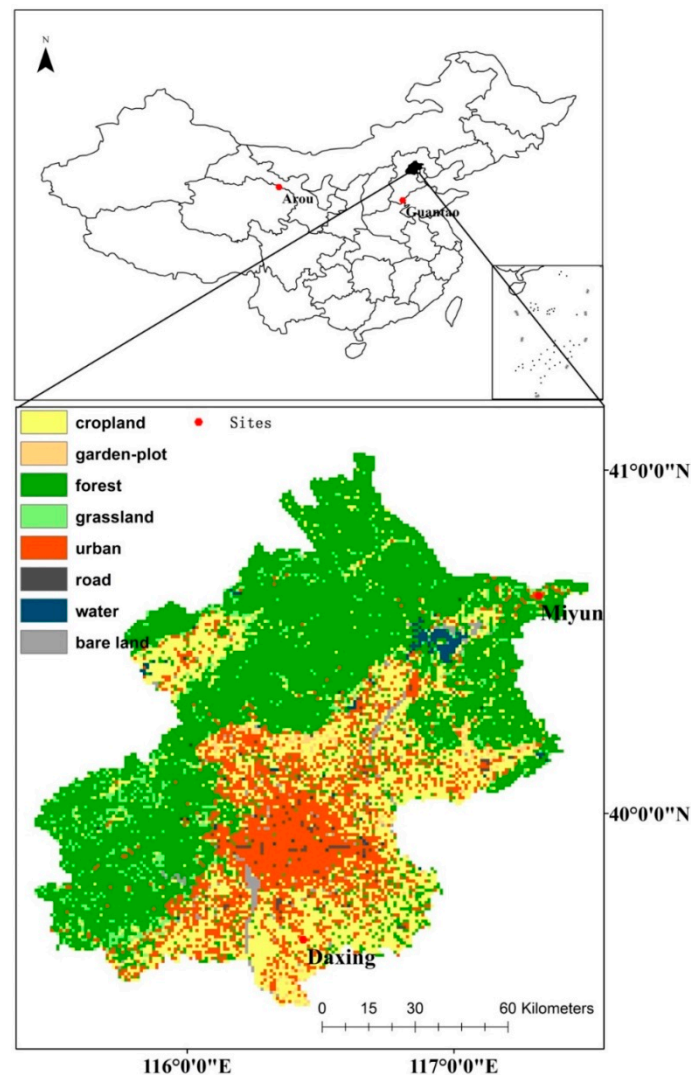 N
Arou
Guantao
cropland
Sites
garden-plot
forest
grassland
urban
road
water
bare land
41°0'0"N
Miyun
40°0'0"N
Daxing
0 15 30 60 Kilometers
116°0'0"E 117°0'0"E